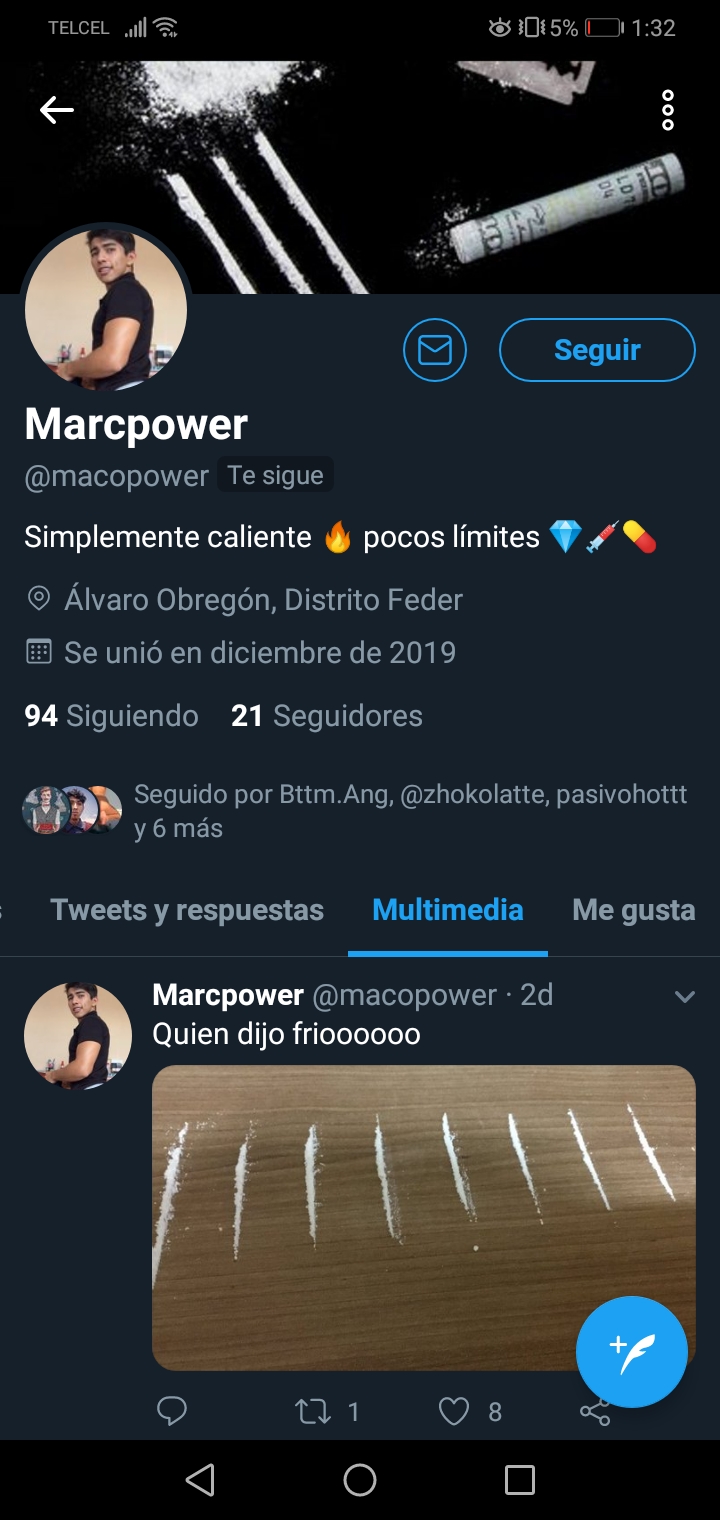 TELCEL 5% 1:32
Marcpower
@macopower Te sigue
Simplemente caliente 🔥 pocos límites 💎💉💊
Álvaro Obregón, Distrito Feder
Se unió en diciembre de 2019
94 Siguiendo 21 Seguidores
Seguido por Bttm.Ang, @zhokolatte, pasivohottt
y 6 más
Seguir
Tweets y respuestas Multimedia Me gusta
Marcpower @macopower · 2d
Quien dijo frioooooo
1 8